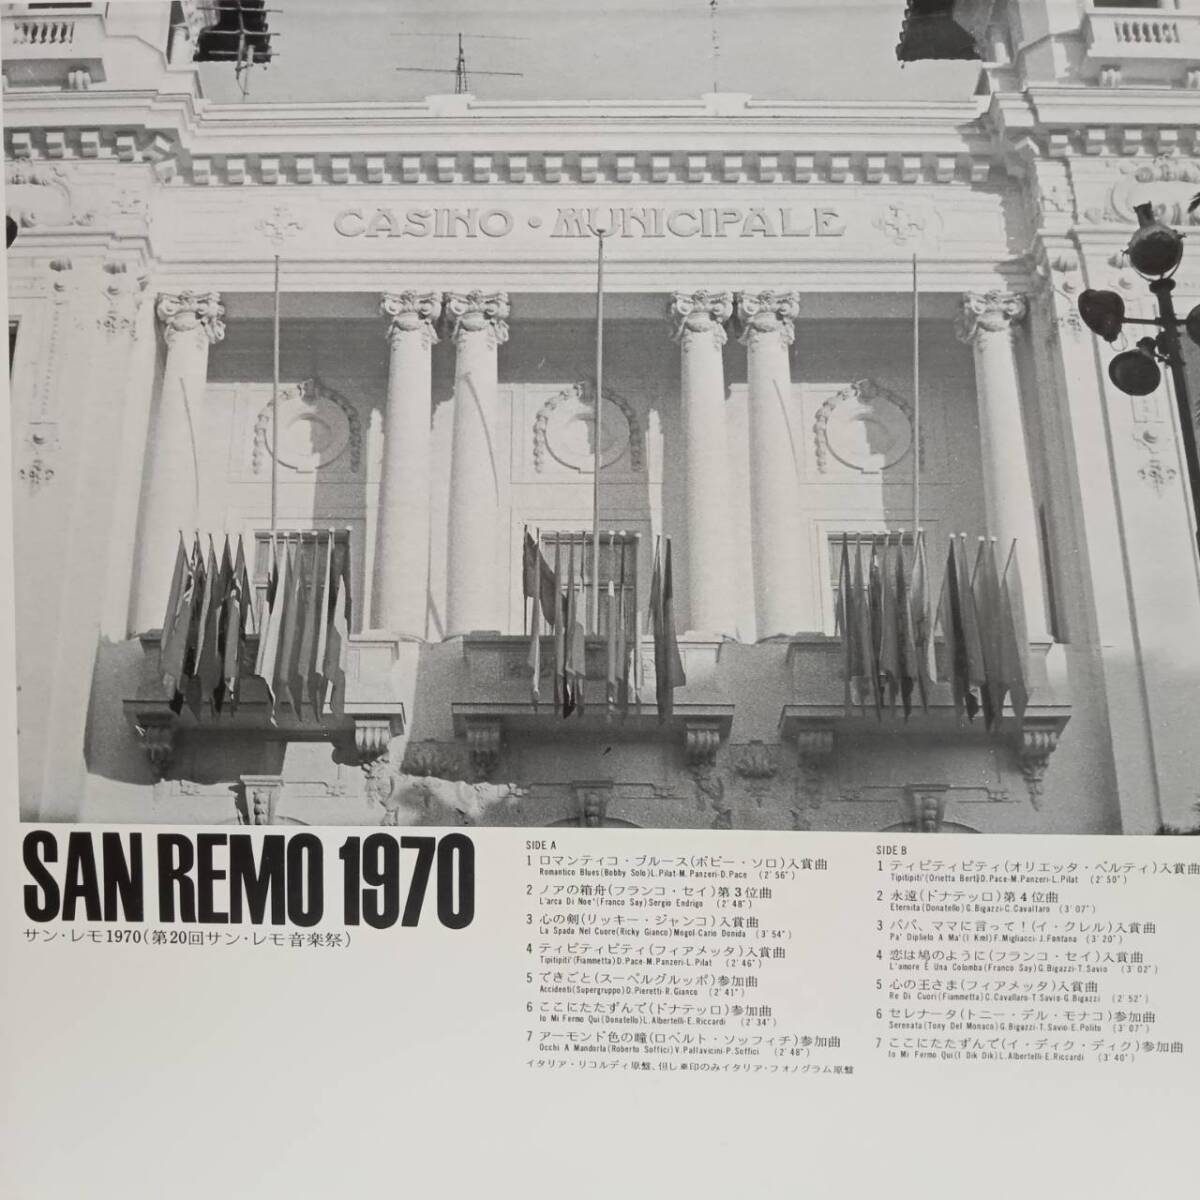 CASINO · MUNICIPALE
SAN REMO 1970
サン・レモ1970(第20回サン・レモ音楽祭)
SIDE A
1 ロマンティコ・ブルース(ボビー・ソロ)入賞曲
Romantico Blues(Bobby Solo)L.Pilat-M.Panzeri-D.Pace (2'56")
2 ノアの箱舟(フランコ・セイ)第3位曲
L'arca Di Noe'(Franco Say)Sergio Endrigo (2'48")
3 心の剣(リッキー・ジャンコ)入賞曲
La Spada Nel Cuore(Ricky Gianco)Mogol-Carlo Donida (3'54")
4 ティピティピティ(フィアメッタ)入賞曲
Tipitipiti'(Fiammetta)D.Pace-M.Panzeri-L.Pilat (2'46")
5 できごと(スーペルグルッポ)参加曲
Accidenti(Supergruppo)D.Pieretti-R.Gianco (2'41")
6 ここにたたずんで(ドナテッロ)参加曲
Io Mi Fermo Qui(Donatello)L.Albertelli-E.Riccardi (2'34")
7 アーモンド色の瞳(ロベルト・ソッフィチ)参加曲
Occhi A Mandorla(Roberto Soffici)V.Pallavicini-P.Soffici (2'48")
イタリア・リコルディ原盤、但し※印のみイタリア・フォノグラム原盤
SIDE B
1 ティピティピティ(オリエッタ・ベルティ)入賞曲
Tipitipiti'(Orietta Berti)D.Pace-M.Panzeri-L.Pilat (2'50")
2 永遠(ドナテッロ)第4位曲
Eternita(Donatello)G.Bigazzi-C.Cavallaro (3'07")
3 パパ、ママに言って!(イ・クレル)入賞曲
Pa' Diglielo A Ma'(I Kml)F.Migliacci-J.Fontana (3'20")
4 恋は鳩のように(フランコ・セイ)入賞曲
L'amore È Una Colomba(Franco Say)G.Bigazzi-T.Savio (3'02")
5 心の王さま(フィアメッタ)入賞曲
Re Di Cuori(Fiammetta)C.Cavallaro-T.Savio-G.Bigazzi (2'52")
6 セレナータ(トニー・デル・モナコ)参加曲
Serenata(Tony Del Monaco)G.Bigazzi-T.Savio-E.Polito (3'07")
7 ここにたたずんで(イ・ディク・ディク)参加曲
Io Mi Fermo Qui(I Dik Dik)L.Albertelli-E.Riccardi (3'40")